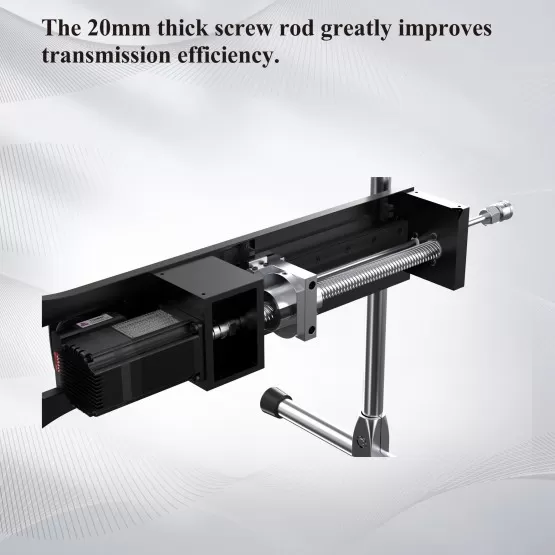 The 20mm thick screw rod greatly improves
transmission efficiency.